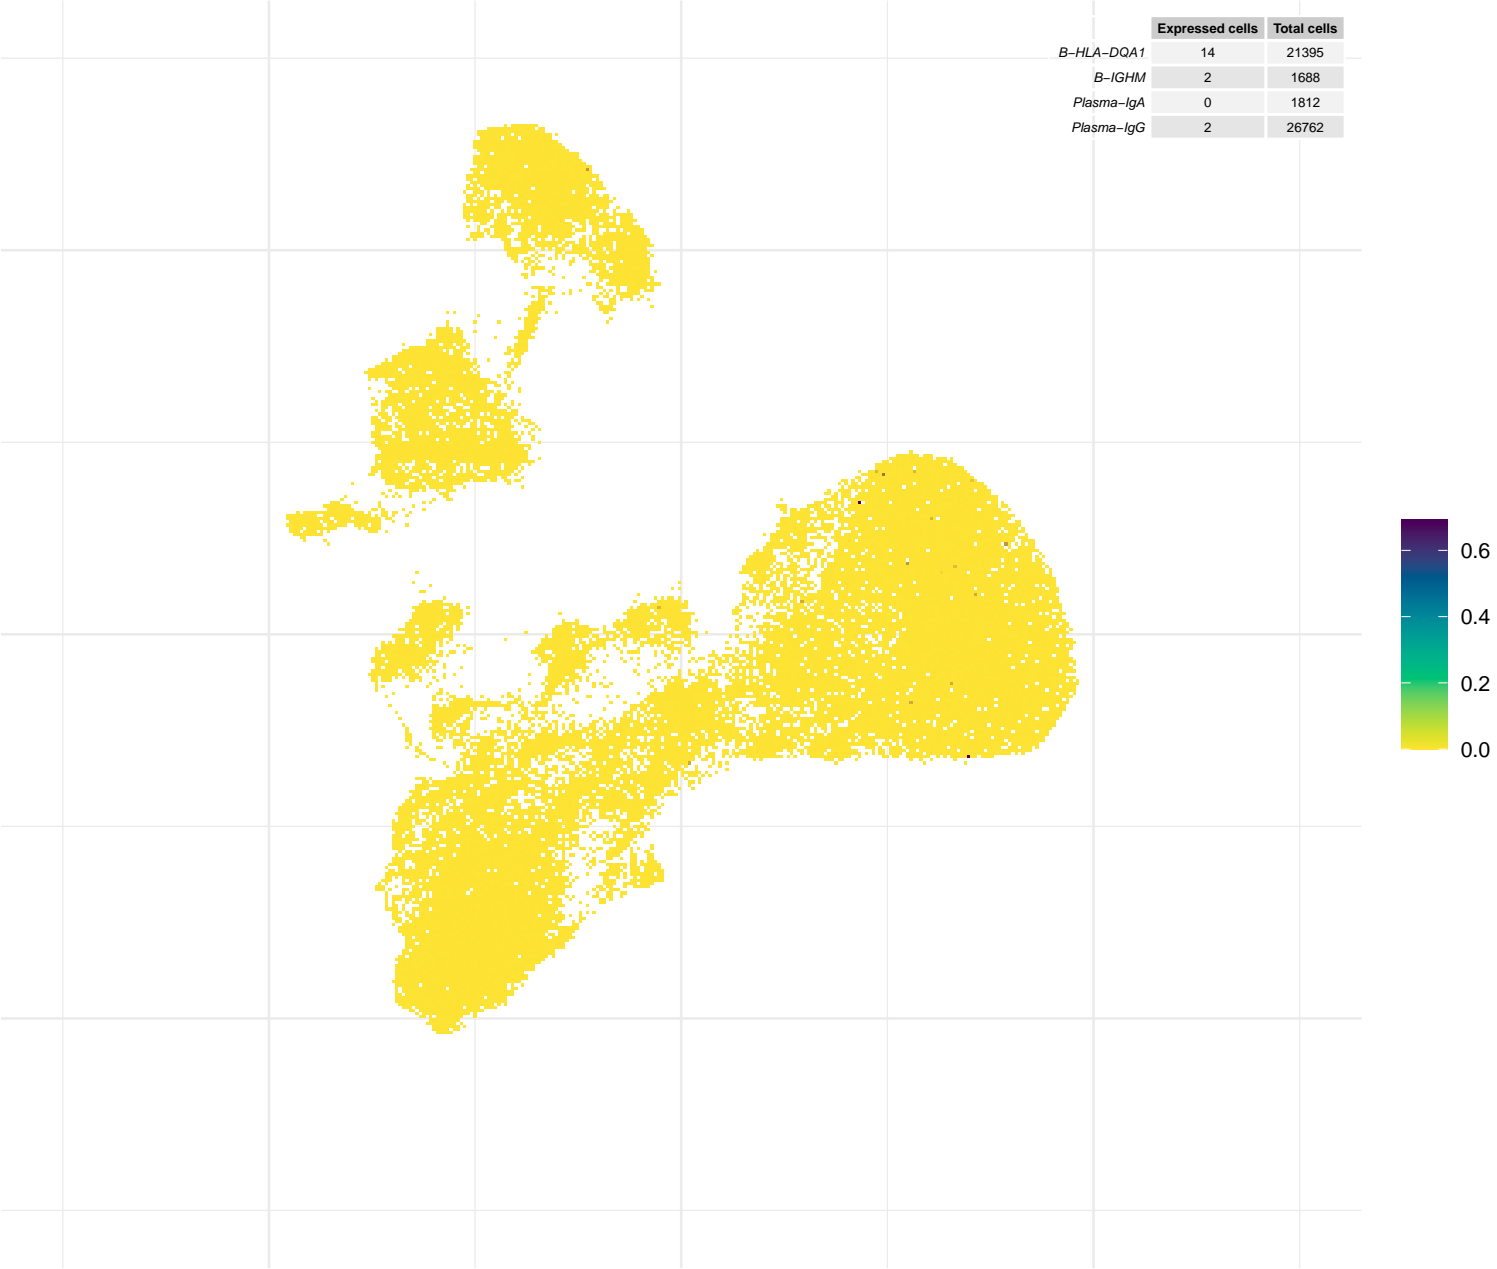 Expressed cells Total cells
B−HLA−DQA1 14 21395
B−IGHM 2 1688
Plasma−IgA 0 1812
Plasma−IgG 2 26762
0.6
0.4
0.2
0.0